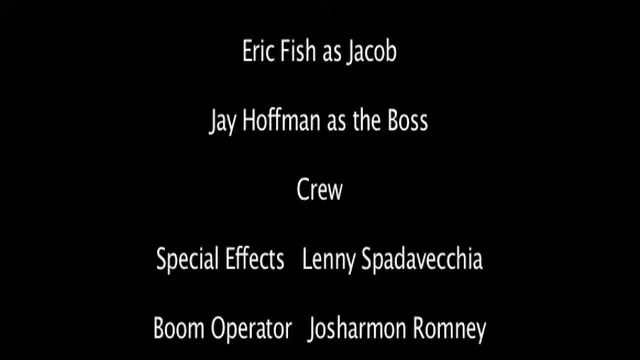 Eric Fish as Jacob
Jay Hoffman as the Boss
Crew
Special Effects Lenny Spadavecchia
Boom Operator Josharmon Romney